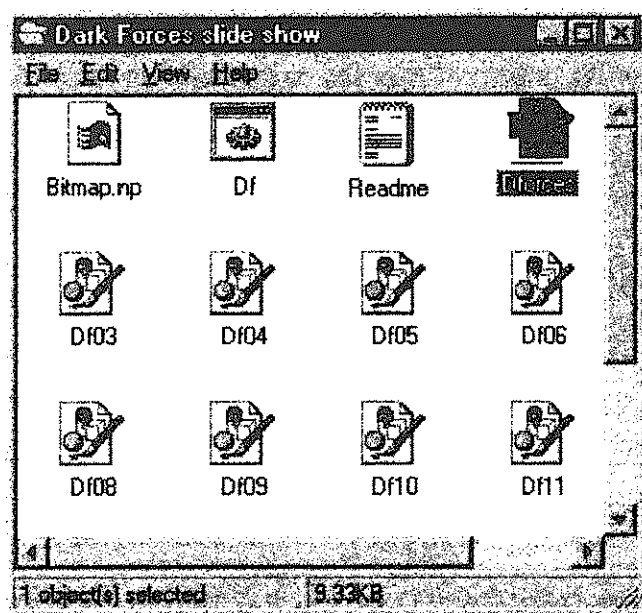 Dark Forces slide show
File Edit View Help
Bitmap.np Df Readme
Df03 Df04 Df05 Df06
Df08 Df09 Df10 Df11
1 object(s) selected 9.33KB